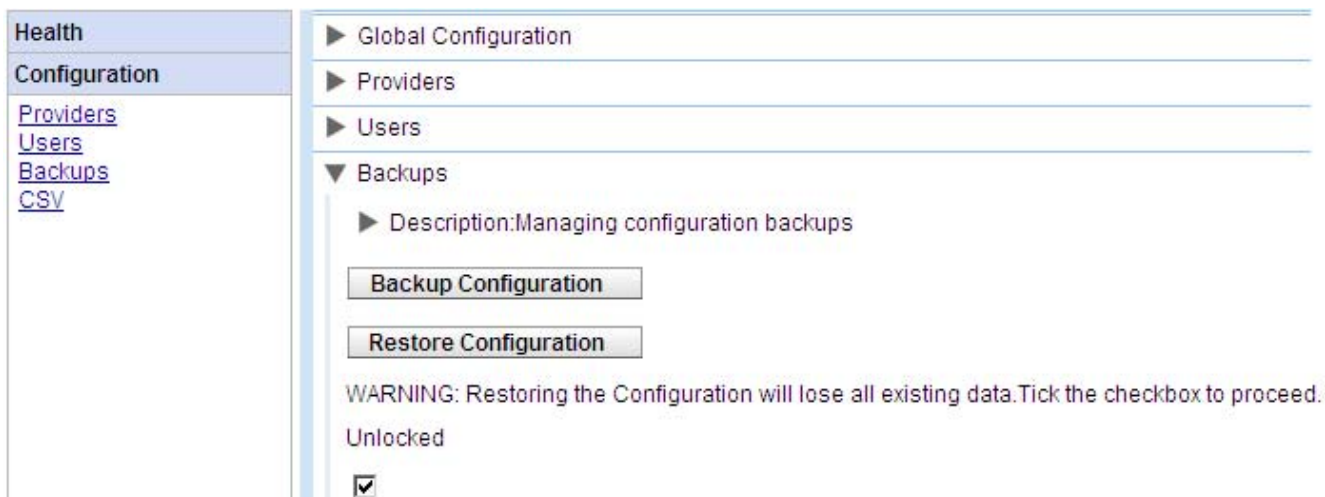 Health
Configuration
Providers
Users
Backups
CSV
Global Configuration
Providers
Users
Backups
Description:Managing configuration backups
Backup Configuration
Restore Configuration
WARNING: Restoring the Configuration will lose all existing data.Tick the checkbox to proceed.
Unlocked